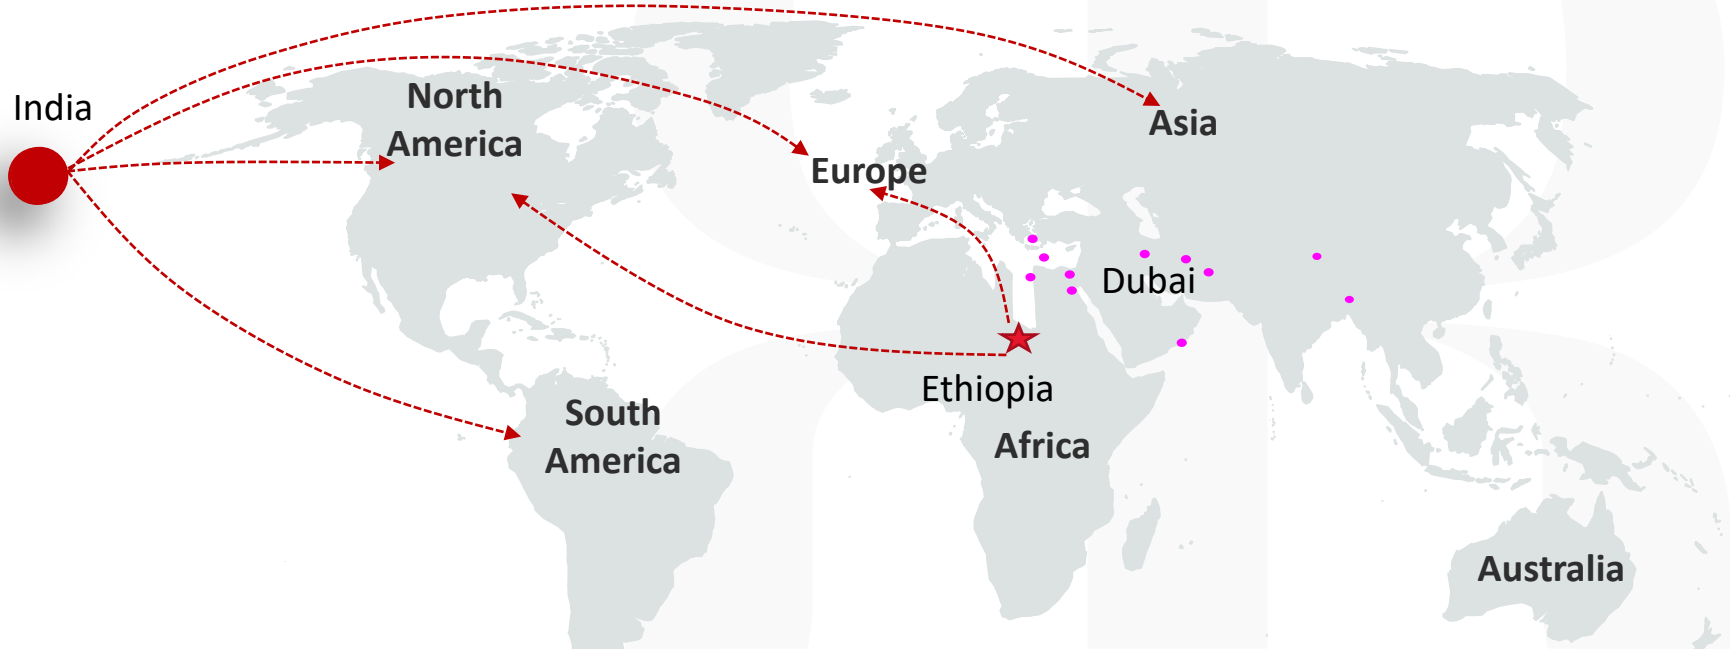 India
North
America
Asia
Europe
Dubai
Ethiopia
South
America
Africa
Australia